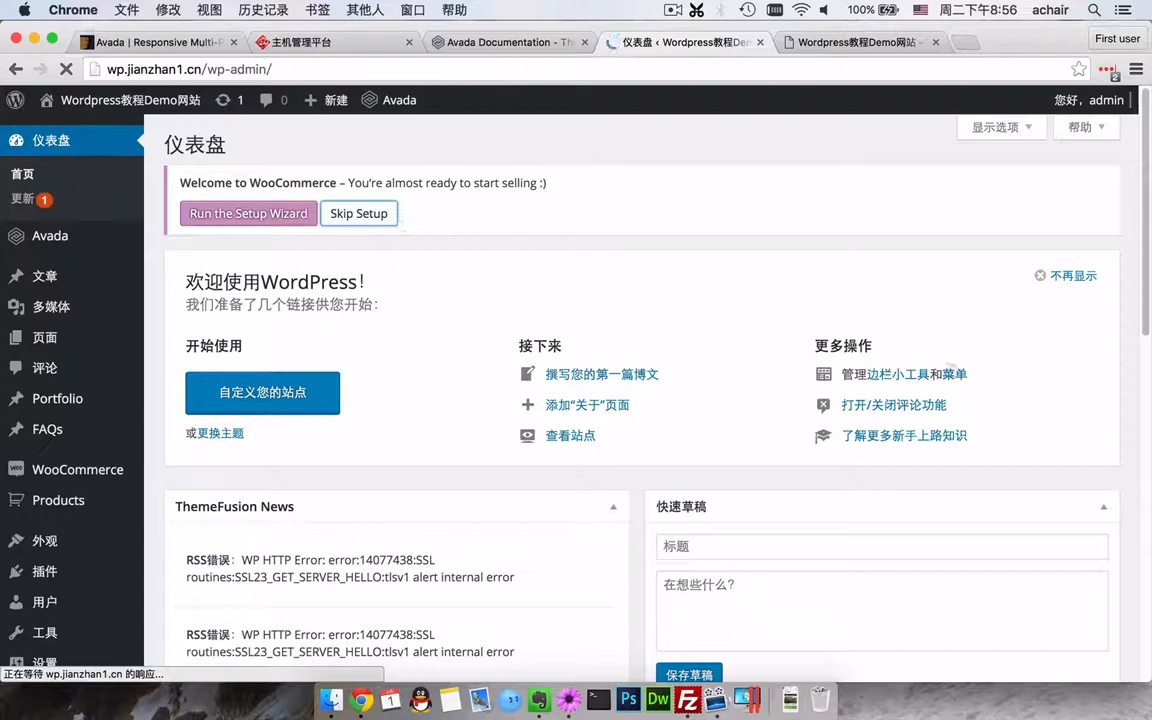 Chrome 文件 修改 视图 历史记录 书签 其他人 窗口 帮助 100% 周二下午8:56 achair
Avada | Responsive Multi-P 主机管理平台 Avada Documentation - Th 仪表盘 ‹ Wordpress教程Den Wordpress教程Demo网站 - First user
wp.jianzhan1.cn/wp-admin/ 2
Wordpress教程Demo网站 1 0 新建 Avada 您好，admin
仪表盘
首页
更新 1
Avada
文章
多媒体
页面
评论
Portfolio
FAQs
WooCommerce
Products
外观
插件
用户
工具
设置
仪表盘 显示选项 帮助
Welcome to WooCommerce – You're almost ready to start selling :)
Run the Setup Wizard Skip Setup
欢迎使用WordPress！ 不再显示
我们准备了几个链接供您开始：
开始使用
自定义您的站点
或更换主题
接下来
撰写您的第一篇博文
添加“关于”页面
查看站点
更多操作
管理边栏小工具和菜单
打开/关闭评论功能
了解更多新手上路知识
ThemeFusion News
RSS错误：WP HTTP Error: error:14077438:SSL
routines:SSL23_GET_SERVER_HELLO:tlsv1 alert internal error
RSS错误：WP HTTP Error: error:14077438:SSL
routines:SSL23_GET_SERVER_HELLO:tlsv1 alert internal error
快速草稿
标题
在想些什么？
保存草稿
正在等待 wp.jianzhan1.cn 的响应...
1 Ps Dw Fz